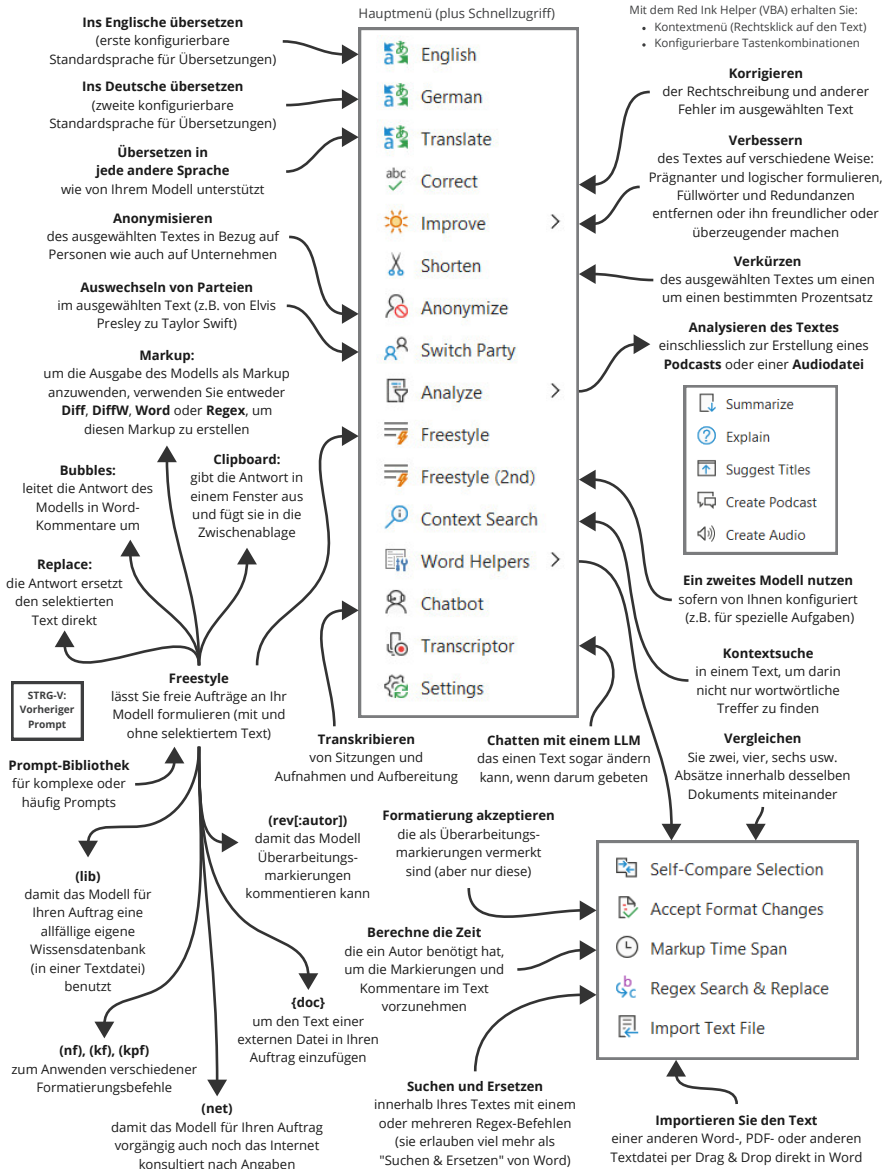 Hauptmenü (plus Schnellzugriff)
Mit dem Red Ink Helper (VBA) erhalten Sie:
• Kontextmenü (Rechtsklick auf den Text)
• Konfigurierbare Tastenkombinationen
Ins Englische übersetzen
(erste konfigurierbare
Standardsprache für Übersetzungen)
Ins Deutsche übersetzen
(zweite konfigurierbare
Standardsprache für Übersetzungen)
Übersetzen in
jede andere Sprache
wie von Ihrem Modell unterstützt
Anonymisieren
des ausgewählten Textes in Bezug auf
Personen wie auch auf Unternehmen
Auswechseln von Parteien
im ausgewählten Text (z.B. von Elvis
Presley zu Taylor Swift)
Markup:
um die Ausgabe des Modells als Markup
anzuwenden, verwenden Sie entweder
Diff, DiffW, Word oder Regex, um
diesen Markup zu erstellen
Bubbles:
leitet die Antwort des
Modells in Word-
Kommentare um
Clipboard:
gibt die Antwort in
einem Fenster aus
und fügt sie in die
Zwischenablage
Replace:
die Antwort ersetzt
den selektierten
Text direkt
STRG-V:
Vorheriger
Prompt
Freestyle
lässt Sie freie Aufträge an Ihr
Modell formulieren (mit und
ohne selektiertem Text)
Prompt-Bibliothek
für komplexe oder
häufig Prompts
English
German
Translate
abc
Correct
Improve
Shorten
Anonymize
Switch Party
Analyze
Freestyle
Freestyle (2nd)
Context Search
Word Helpers
Chatbot
Transcriptor
Settings
Korrigieren
der Rechtschreibung und anderer
Fehler im ausgewählten Text
Verbessern
des Textes auf verschiedene Weise:
Prägnanter und logischer formulieren,
Füllwörter und Redundanzen
entfernen oder ihn freundlicher oder
überzeugender machen
Verkürzen
des ausgewählten Textes um einen
um einen bestimmten Prozentsatz
Analysieren des Textes
einschliesslich zur Erstellung eines
Podcasts oder einer Audiodatei
Summarize
Explain
Suggest Titles
Create Podcast
Create Audio
Ein zweites Modell nutzen
sofern von Ihnen konfiguriert
(z.B. für spezielle Aufgaben)
Kontextsuche
in einem Text, um darin
nicht nur wortwörtliche
Treffer zu finden
Vergleichen
Sie zwei, vier, sechs usw.
Absätze innerhalb desselben
Dokuments miteinander
Transkribieren
von Sitzungen und
Aufnahmen und Aufbereitung
Chatten mit einem LLM
das einen Text sogar ändern
kann, wenn darum gebeten
(rev[:autor])
damit das Modell
Überarbeitungs-
markierungen
kommentieren kann
Formatierung akzeptieren
die als Überarbeitungs-
markierungen vermerkt
sind (aber nur diese)
(lib)
damit das Modell für
Ihren Auftrag eine
allfällige eigene
Wissensdatenbank
(in einer Textdatei)
benutzt
Berechne die Zeit
die ein Autor benötigt hat,
um die Markierungen und
Kommentare im Text
vorzunehmen
{doc}
um den Text einer
externen Datei in Ihren
Auftrag einzufügen
(nf), (kf), (kpf)
zum Anwenden verschiedener
Formatierungsbefehle
(net)
damit das Modell für Ihren Auftrag
vorgängig auch noch das Internet
konsultiert nach Angaben
Suchen und Ersetzen
innerhalb Ihres Textes mit einem
oder mehreren Regex-Befehlen
(sie erlauben viel mehr als
"Suchen & Ersetzen" von Word)
Self-Compare Selection
Accept Format Changes
Markup Time Span
Regex Search & Replace
Import Text File
Importieren Sie den Text
einer anderen Word-, PDF- oder anderen
Textdatei per Drag & Drop direkt in Word